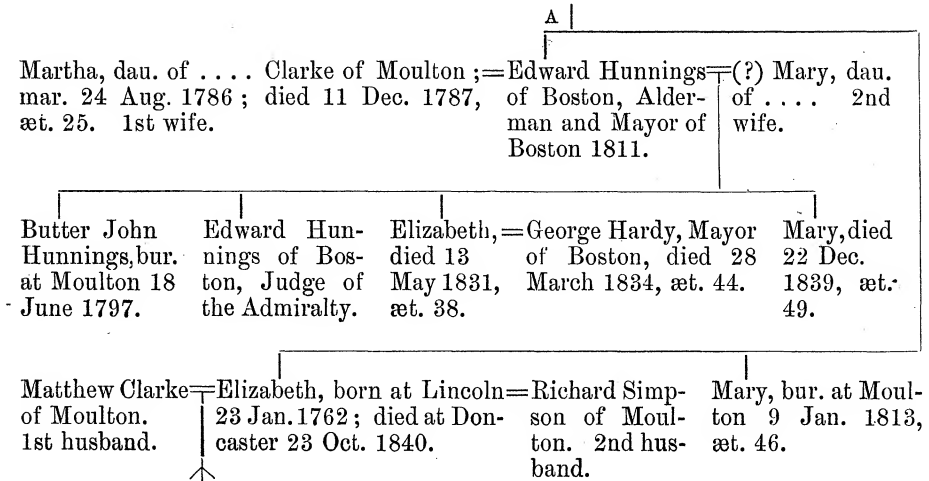 A
Martha, dau. of .... Clarke of Moulton ;=Edward Hunnings=(?) Mary, dau.
mar. 24 Aug. 1786 ; died 11 Dec. 1787, of Boston, Alder- of .... 2nd
æt. 25. 1st wife. man and Mayor of wife.
Boston 1811.
Butter John Edward Hun- Elizabeth,=George Hardy, Mayor Mary, died
Hunnings, bur. nings of Bos- died 13 of Boston, died 28 22 Dec.
at Moulton 18 ton, Judge of May 1831, March 1834, æt. 44. 1839, æt.
June 1797. the Admiralty. æt. 38. 49.
Matthew Clarke=Elizabeth, born at Lincoln=Richard Simp- Mary, bur. at Moul-
of Moulton. 23 Jan. 1762 ; died at Don- son of Moul- ton 9 Jan. 1813,
1st husband. caster 23 Oct. 1840. ton. 2nd hus- æt. 46.
band.